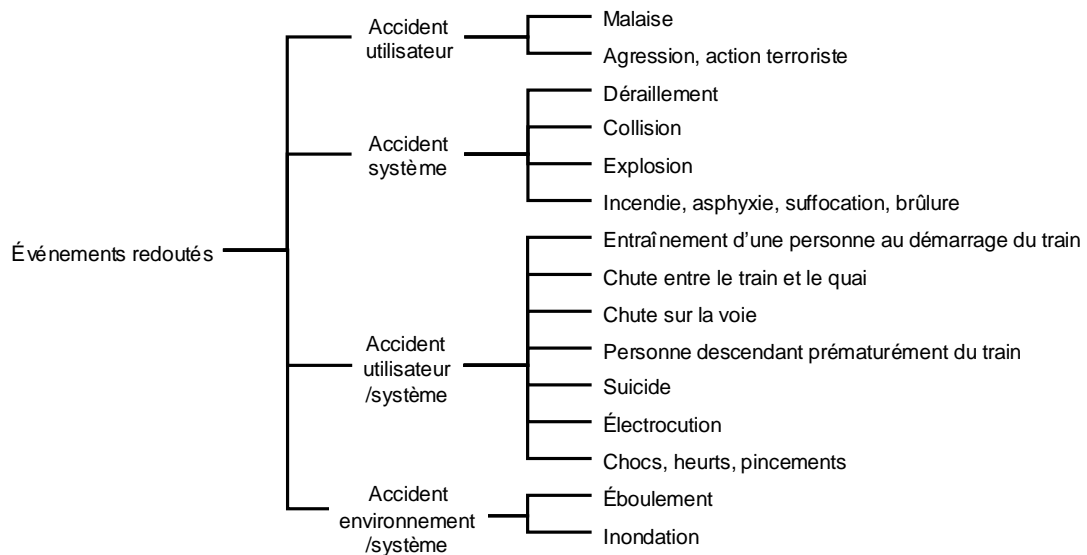 Événements redoutés
Accident
utilisateur
Malaise
Agression, action terroriste
Accident
système
Déraillement
Collision
Explosion
Incendie, asphyxie, suffocation, brûlure
Accident
utilisateur
/système
Entraînement d’une personne au démarrage du train
Chute entre le train et le quai
Chute sur la voie
Personne descendant prématurément du train
Suicide
Électrocution
Chocs, heurts, pincements
Accident
environnement
/système
Éboulement
Inondation